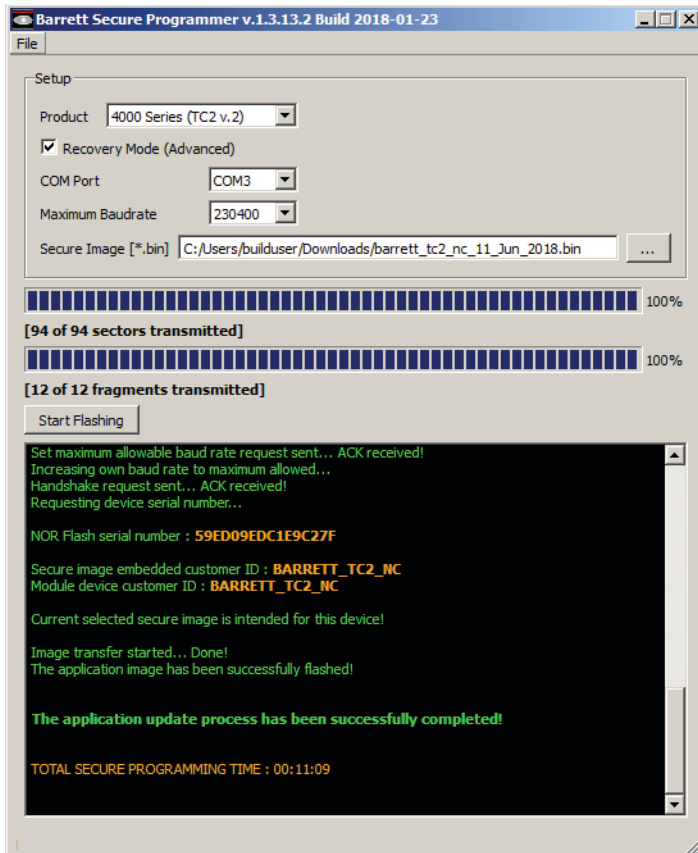 Barrett Secure Programmer v.1.3.13.2 Build 2018-01-23
File
Setup
Product 4000 Series (TC2 v.2)
Recovery Mode (Advanced)
COM Port COM3
Maximum Baudrate 230400
Secure Image [*.bin] C:/Users/builduser/Downloads/barrett_tc2_nc_11_Jun_2018.bin ...
100%
[94 of 94 sectors transmitted]
100%
[12 of 12 fragments transmitted]
Start Flashing
Set maximum allowable baud rate request sent... ACK received!
Increasing own baud rate to maximum allowed...
Handshake request sent... ACK received!
Requesting device serial number...
NOR Flash serial number : 59ED09EDC1E9C27F
Secure image embedded customer ID : BARRETT_TC2_NC
Module device customer ID : BARRETT_TC2_NC
Current selected secure image is intended for this device!
Image transfer started... Done!
The application image has been successfully flashed!
The application update process has been successfully completed!
TOTAL SECURE PROGRAMMING TIME : 00:11:09